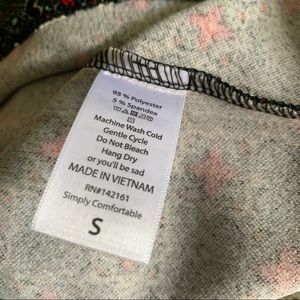 95 % Polyester
5 % Spandex
Machine Wash Cold
Gentle Cycle
Do Not Bleach
Hang Dry
or you'll be sad
MADE IN VIETNAM
RN#142161
Simply Comfortable
S